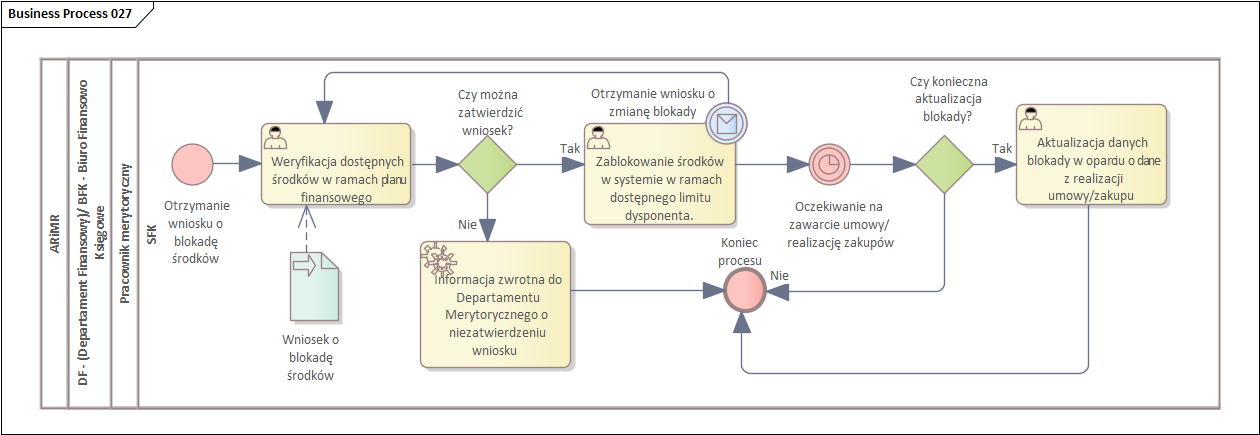 Business Process 027
ARiMR
DF - (Departament Finansowy)/ BFK - Biuro Finansowo
Księgowe
Pracownik merytoryczny
SFK
Otrzymanie
wniosku o
blokadę
środków
Weryfikacja dostępnych
środków w ramach planu
finansowego
Wniosek o
blokadę
środków
Czy można
zatwierdzić
wniosek?
Tak
Nie
Informacja zwrotna do
Departamentu
Merytorycznego o
niezatwierdzeniu
wniosku
Otrzymanie wniosku o
zmianę blokady
Zablokowanie środków
w systemie w ramach
dostępnego limitu
dysponenta.
Oczekiwanie na
zawarcie umowy/
realizację zakupów
Koniec
procesu
Czy konieczna
aktualizacja
blokady?
Tak
Nie
Aktualizacja danych
blokady w oparciu o dane
z realizacji
umowy/zakupu